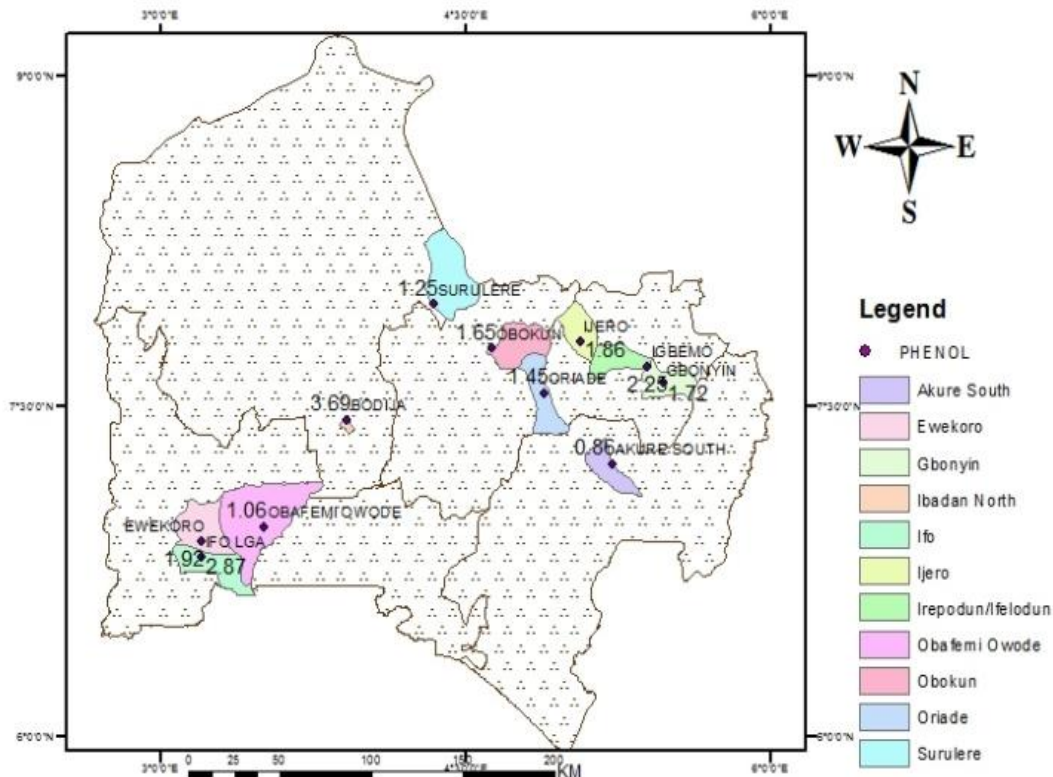 3°0'0"E 4°30'0"E 6°0'0"E
9°0'0"N 9°0'0"N
N
W E
S
1.25 SURULERE
1.65 OBOKUN
IJERO
1.86
IGBEMO
GBONYIN
2.23 1.72
1.45 ORIADE
3.69 BODIJA
7°30'0"N 7°30'0"N
0.86 AKURE SOUTH
1.06 OBAFEMI OWODE
EWEKORO
IFO LGA
1.92 2.87
6°0'0"N 6°0'0"N
3°0'0"E 4°30'0"E 6°0'0"E
0 25 50 100 150 200
KM
Legend
PHENOL
Akure South
Ewekoro
Gbonyin
Ibadan North
Ifo
Ijero
Irepodun/Ifelodun
Obafemi Owode
Obokun
Oriade
Surulere